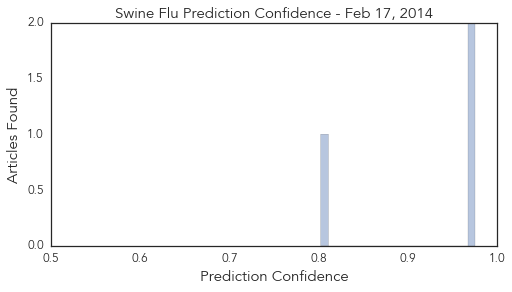 Swine Flu Prediction Confidence - Feb 17, 2014
2.0
1.5
1.0
0.5
0.0
Articles Found
0.5 0.6 0.7 0.8 0.9 1.0
Prediction Confidence